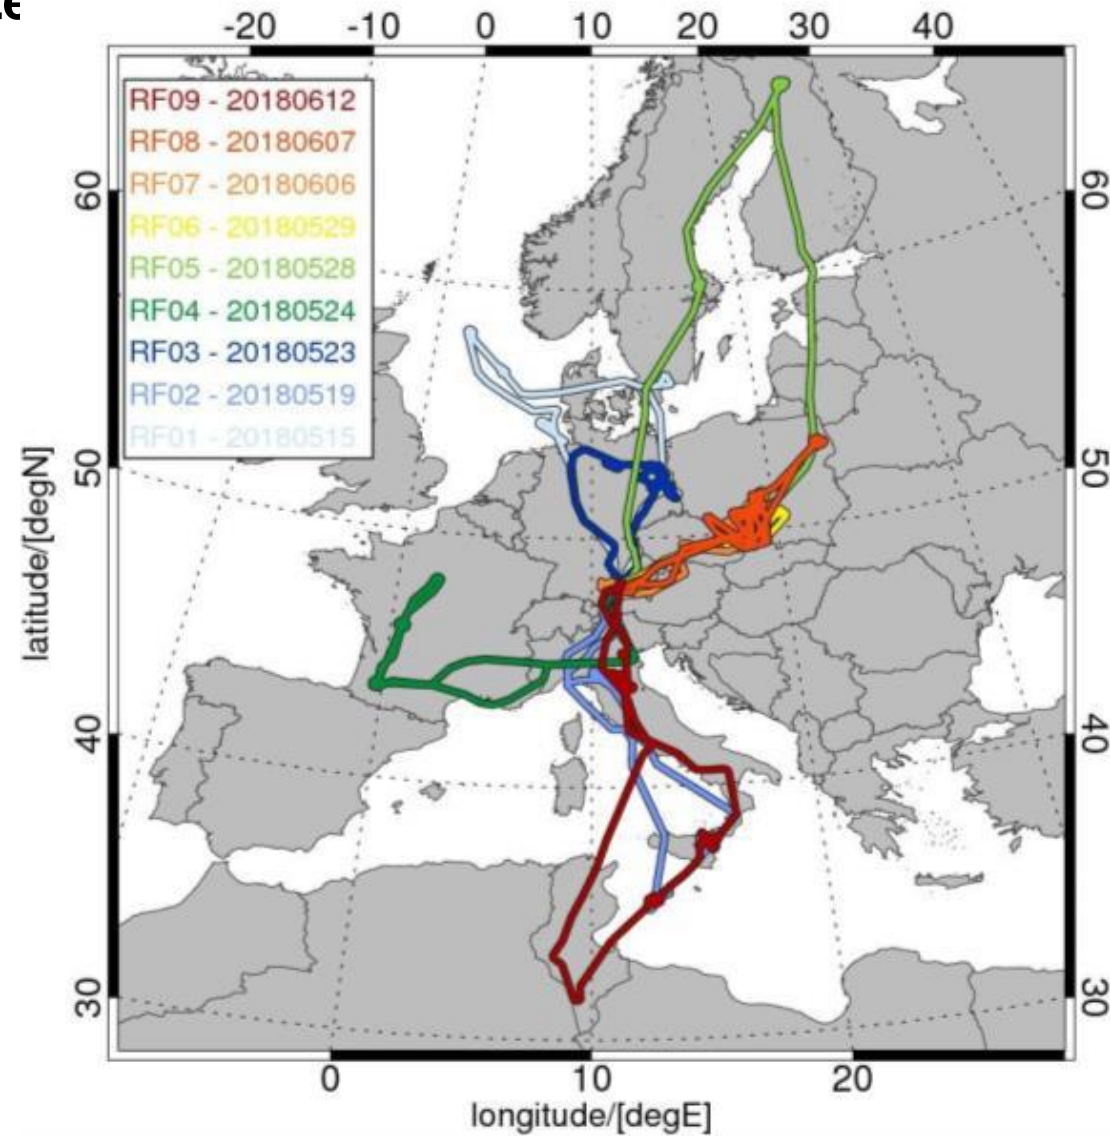 -20 -10 0 10 20 30 40
RF09 - 20180612
RF08 - 20180607
RF07 - 20180606
RF06 - 20180529
RF05 - 20180528
RF04 - 20180524
RF03 - 20180523
RF02 - 20180519
RF01 - 20180515
60 60
50 50
40 40
30 30
latitude/[degN]
0 10 20
longitude/[degE]